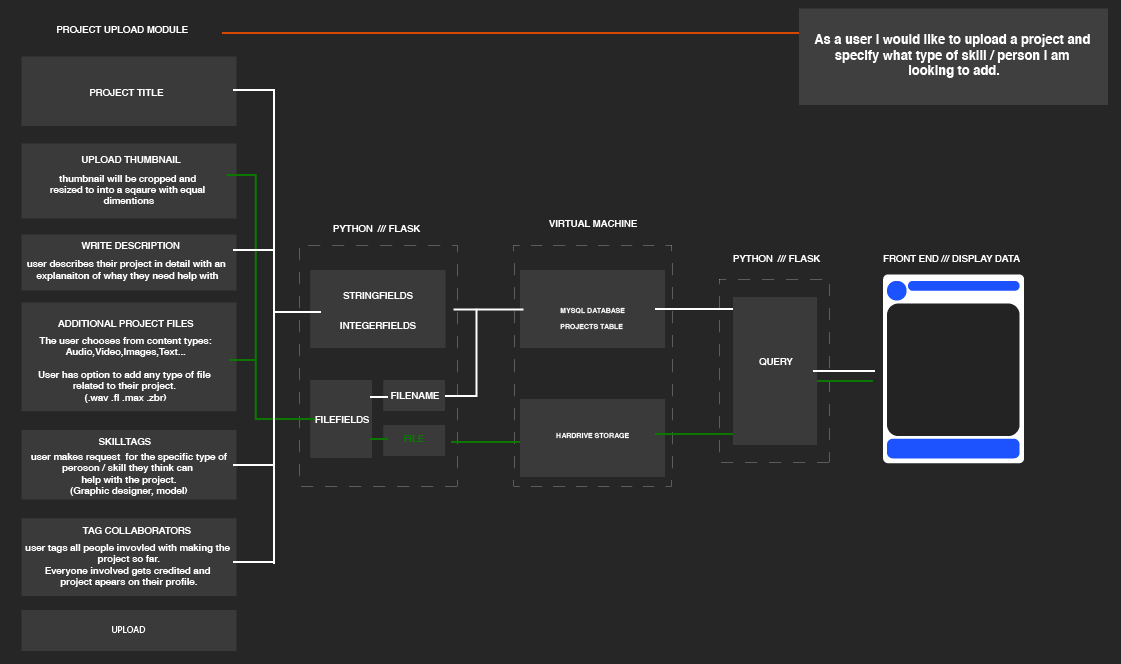 PROJECT UPLOAD MODULE
As a user I would like to upload a project and
specify what type of skill / person I am
looking to add.
PROJECT TITLE
UPLOAD THUMBNAIL
thumbnail will be cropped and
resized to into a sqaure with equal
dimentions
WRITE DESCRIPTION
user describes their project in detail with an
explanaiton of whay they need help with
ADDITIONAL PROJECT FILES
The user chooses from content types:
Audio,Video,Images,Text...
User has option to add any type of file
related to their project.
(.wav .fl .max .zbr)
SKILLTAGS
user makes request for the specific type of
peroson / skill they think can
help with the project.
(Graphic designer, model)
TAG COLLABORATORS
user tags all people invovled with making the
project so far.
Everyone involved gets credited and
project apears on their profile.
UPLOAD
PYTHON /// FLASK
STRINGFIELDS
INTEGERFIELDS
FILEFIELDS
FILENAME
FILE
VIRTUAL MACHINE
MYSQL DATABASE
PROJECTS TABLE
HARDRIVE STORAGE
PYTHON /// FLASK
QUERY
FRONT END /// DISPLAY DATA